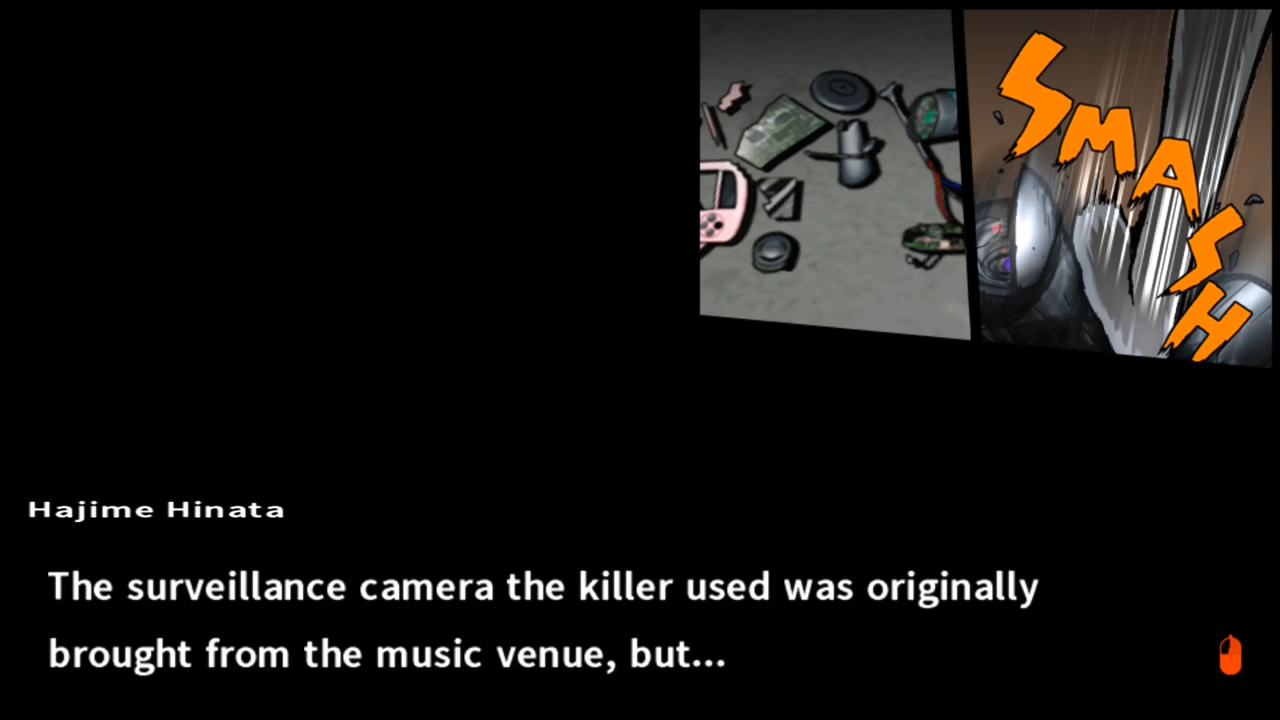 SMASH
Hajime Hinata
The surveillance camera the killer used was originally
brought from the music venue, but...